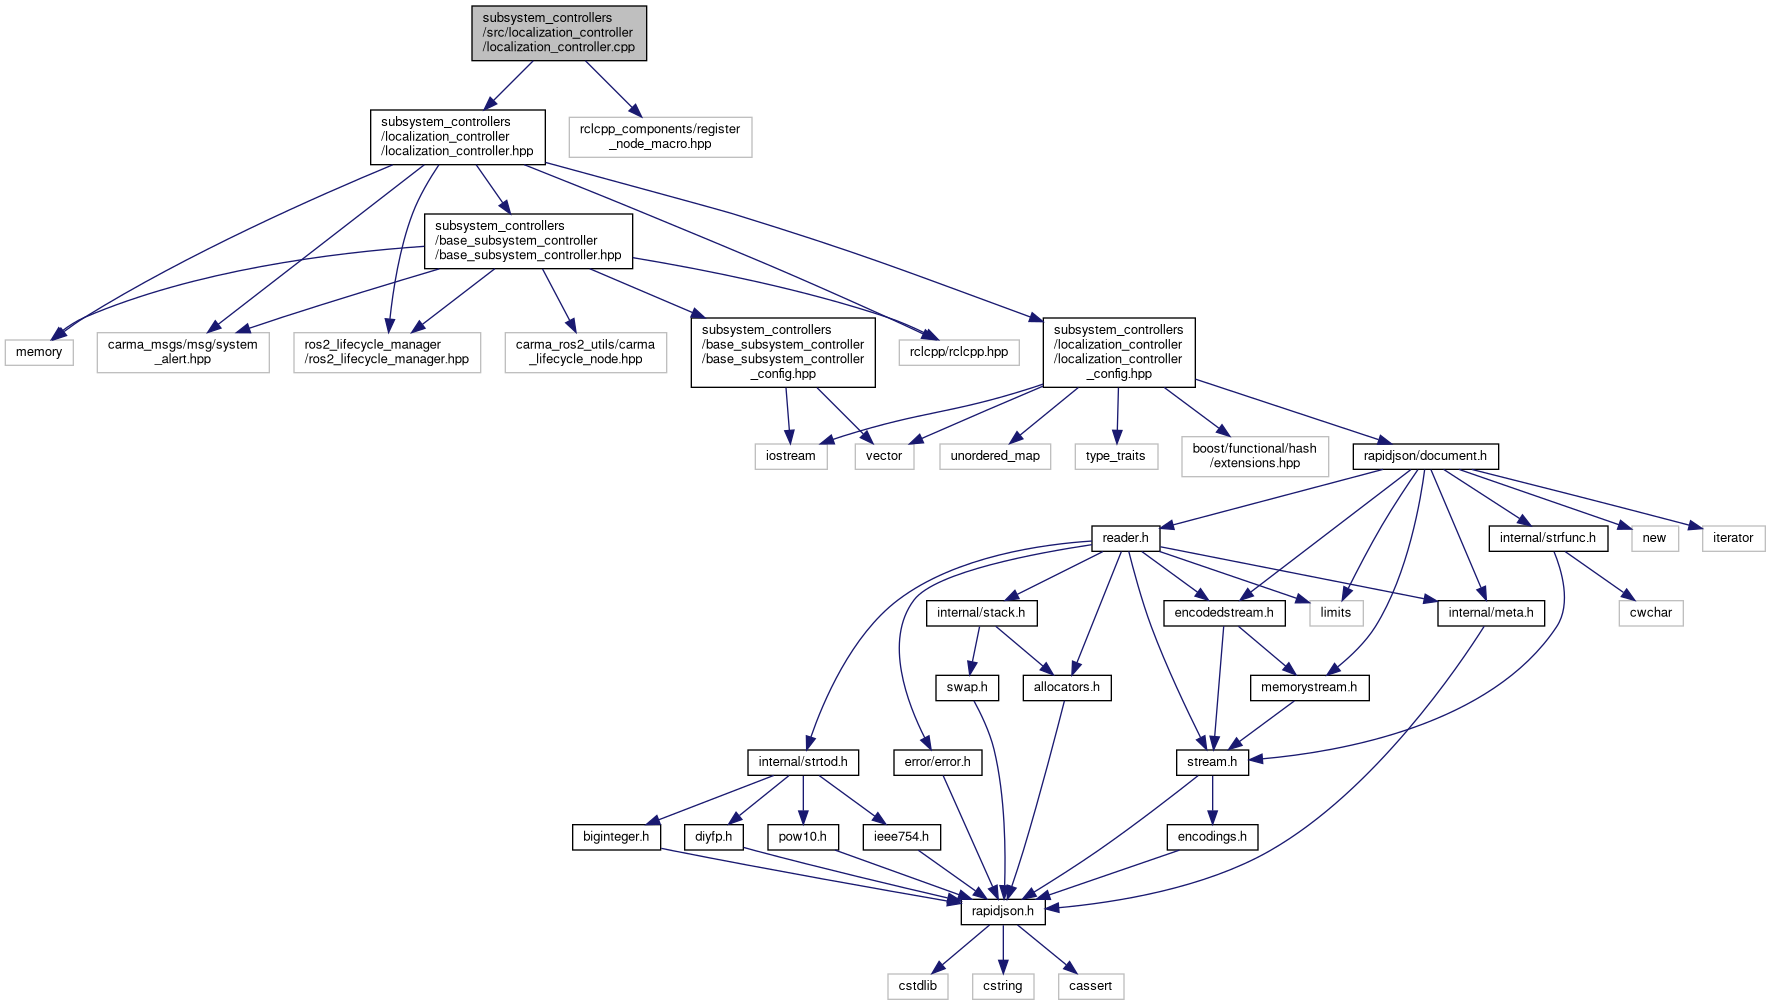 subsystem_controllers
/src/localization_controller
/localization_controller.cpp
subsystem_controllers
/localization_controller
/localization_controller.hpp
rclcpp_components/register
_node_macro.hpp
subsystem_controllers
/base_subsystem_controller
/base_subsystem_controller.hpp
memory
carma_msgs/msg/system
_alert.hpp
ros2_lifecycle_manager
/ros2_lifecycle_manager.hpp
carma_ros2_utils/carma
_lifecycle_node.hpp
subsystem_controllers
/base_subsystem_controller
/base_subsystem_controller
_config.hpp
rclcpp/rclcpp.hpp
subsystem_controllers
/localization_controller
/localization_controller
_config.hpp
iostream
vector
unordered_map
type_traits
boost/functional/hash
/extensions.hpp
rapidjson/document.h
reader.h
internal/strfunc.h
new
iterator
internal/stack.h
encodedstream.h
limits
internal/meta.h
cwchar
swap.h
allocators.h
memorystream.h
internal/strtod.h
error/error.h
stream.h
biginteger.h
diyfp.h
pow10.h
ieee754.h
encodings.h
rapidjson.h
cstdlib
cstring
cassert